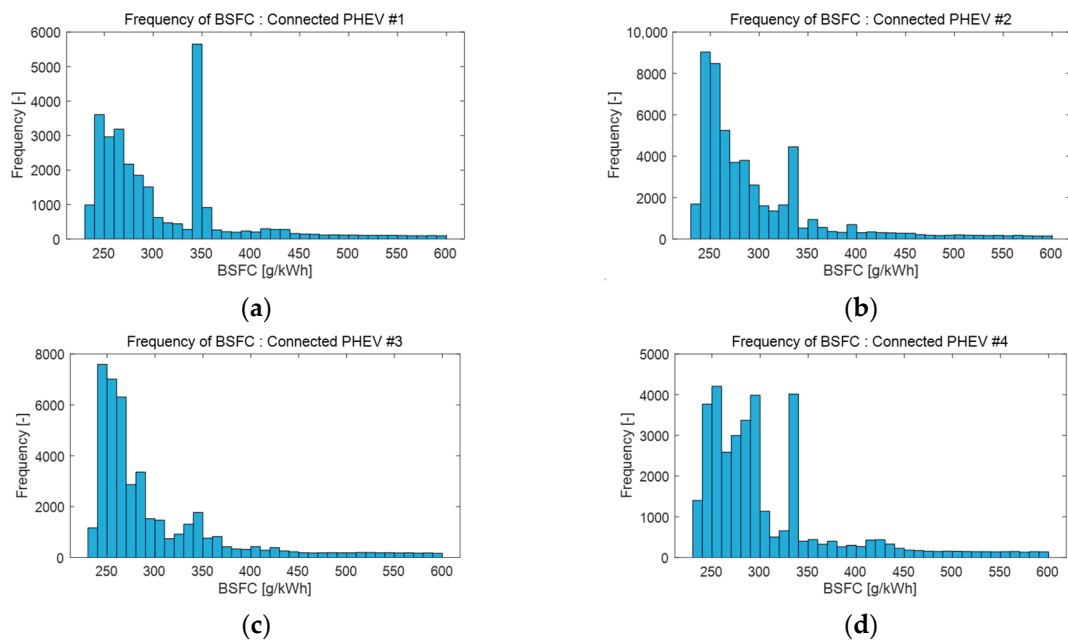 Frequency of BSFC : Connected PHEV #1
6000
5000
4000
3000
2000
1000
0
Frequency [-]
250 300 350 400 450 500 550 600
BSFC [g/kWh]
(a)
Frequency of BSFC : Connected PHEV #2
10,000
8000
6000
4000
2000
0
Frequency [-]
250 300 350 400 450 500 550 600
BSFC [g/kWh]
(b)
Frequency of BSFC : Connected PHEV #3
8000
6000
4000
2000
0
Frequency [-]
250 300 350 400 450 500 550 600
BSFC [g/kWh]
(c)
Frequency of BSFC : Connected PHEV #4
5000
4000
3000
2000
1000
0
Frequency [-]
250 300 350 400 450 500 550 600
BSFC [g/kWh]
(d)